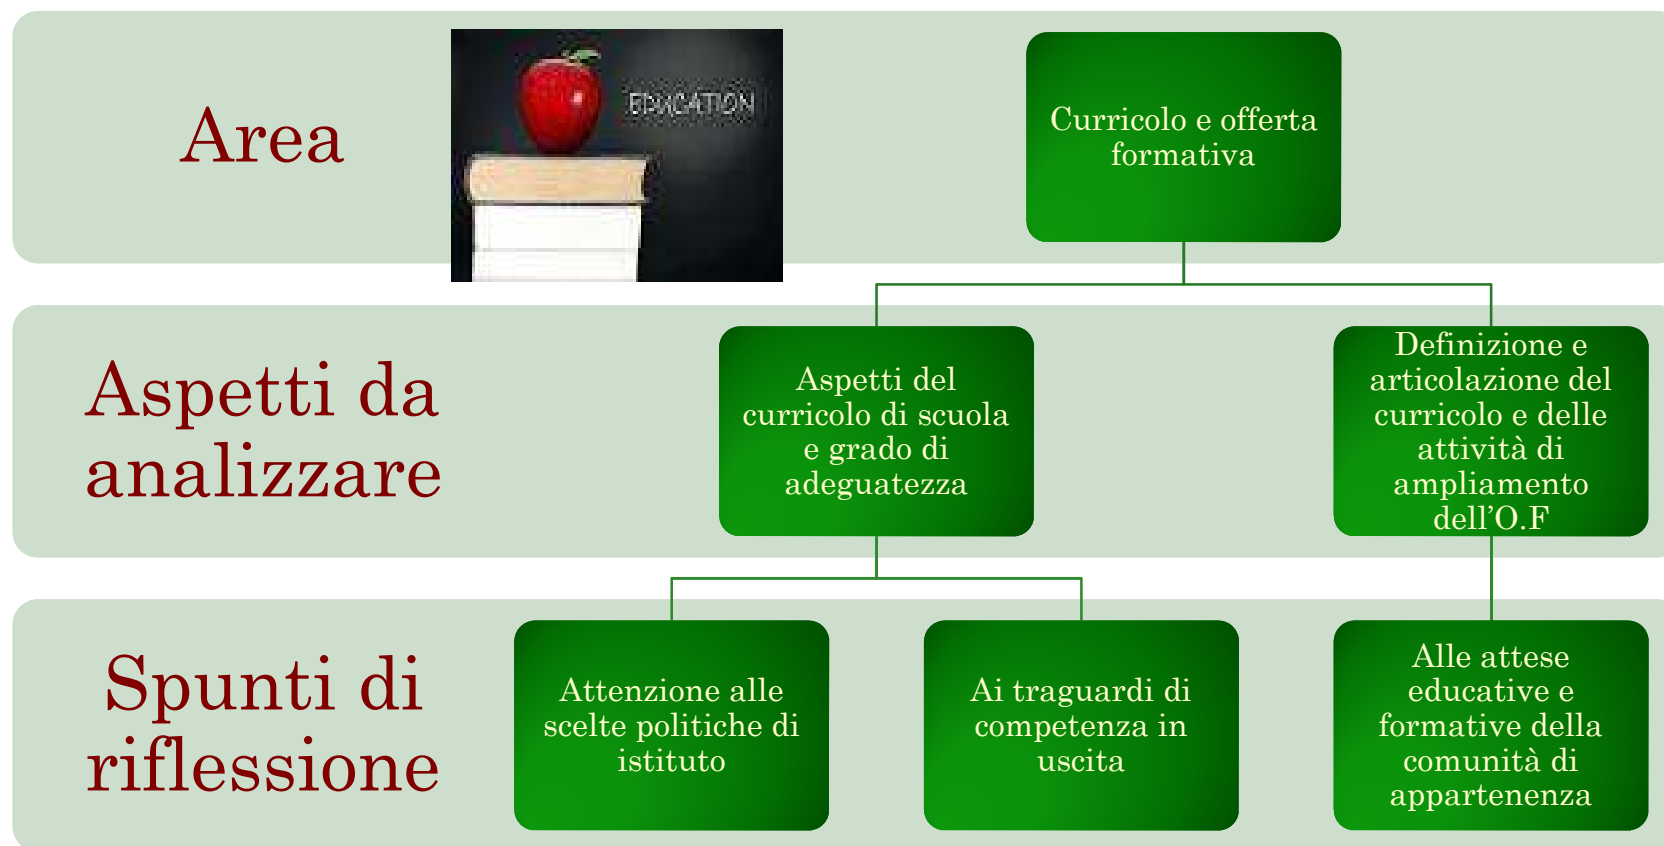 Area
EDUCATION
Curricolo e offerta
formativa
Aspetti da
analizzare
Aspetti del
curricolo di scuola
e grado di
adeguatezza
Definizione e
articolazione del
curricolo e delle
attività di
ampliamento
dell’O.F
Spunti di
riflessione
Attenzione alle
scelte politiche di
istituto
Ai traguardi di
competenza in
uscita
Alle attese
educative e
formative della
comunità di
appartenenza